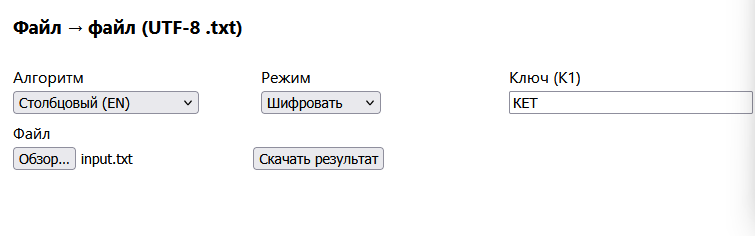 Файл → файл (UTF-8 .txt)
Алгоритм Режим Ключ (K1)
Столбцовый (EN) Шифровать KET
Файл
Обзор... input.txt Скачать результат